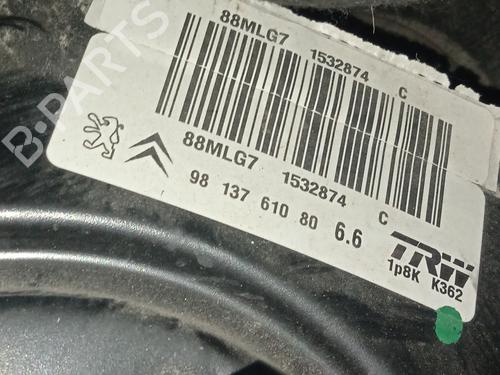 88MLG7 1532874 C
88MLG7 1532874 C
98 137 610 80 6.6
TRW
1p8K K362
B-PARTS